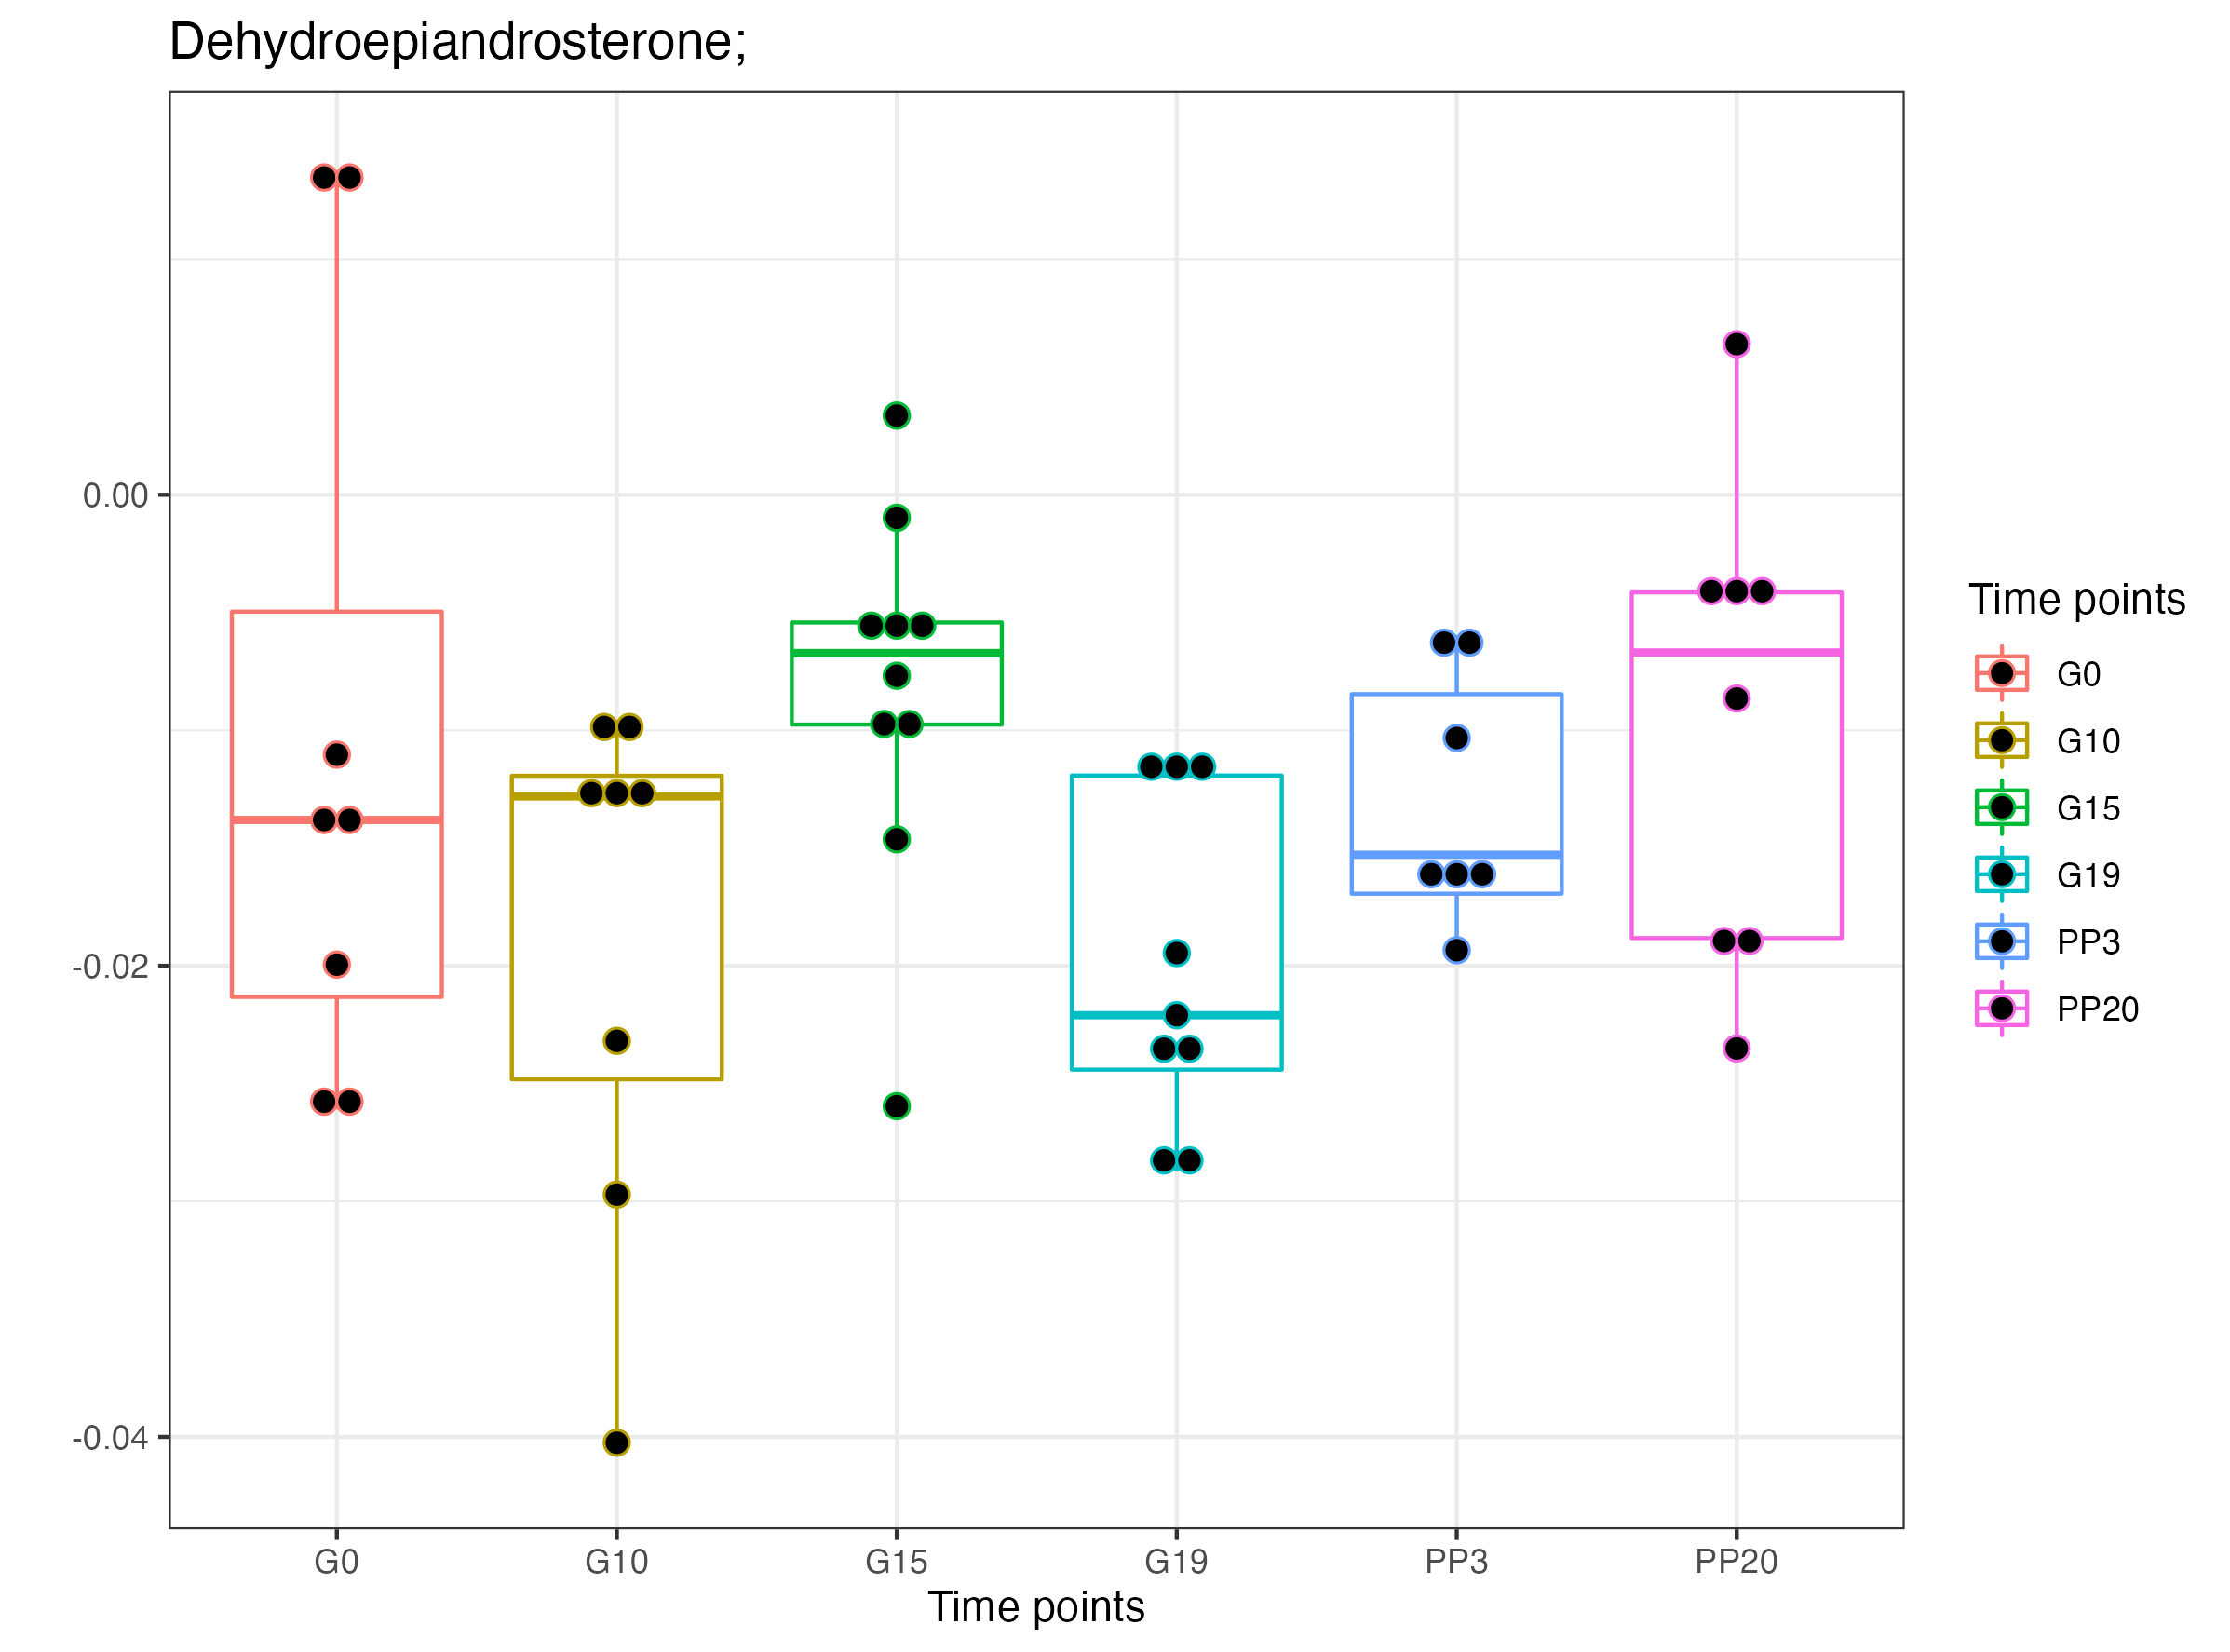 Dehydroepiandrosterone;
0.00
-0.02
-0.04
G0 G10 G15 G19 PP3 PP20
Time points
Time points
G0
G10
G15
G19
PP3
PP20